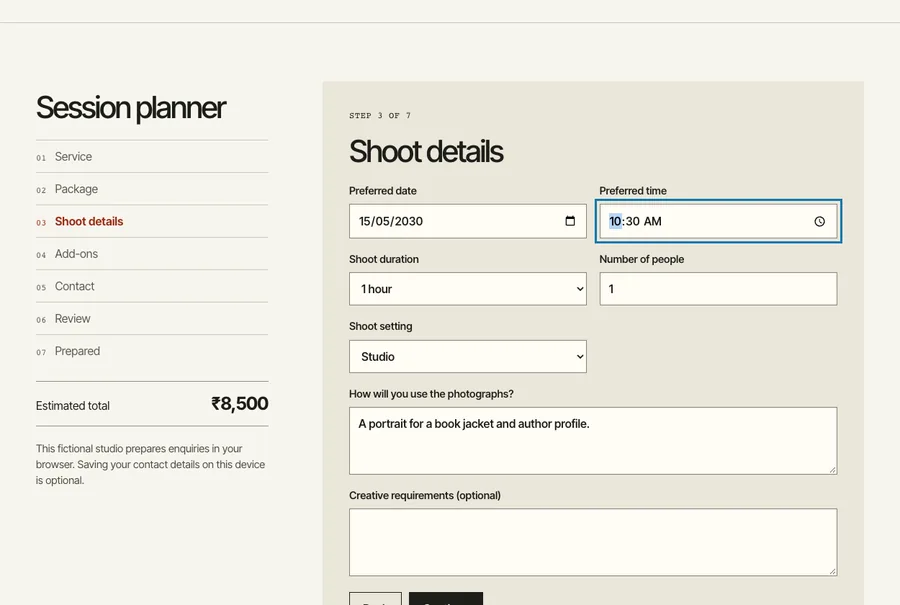 Session planner
01 Service
02 Package
03 Shoot details
04 Add-ons
05 Contact
06 Review
07 Prepared
Estimated total ₹8,500
This fictional studio prepares enquiries in your
browser. Saving your contact details on this device
is optional.
STEP 3 OF 7
Shoot details
Preferred date Preferred time
15/05/2030 10:30 AM
Shoot duration Number of people
1 hour 1
Shoot setting
Studio
How will you use the photographs?
A portrait for a book jacket and author profile.
Creative requirements (optional)